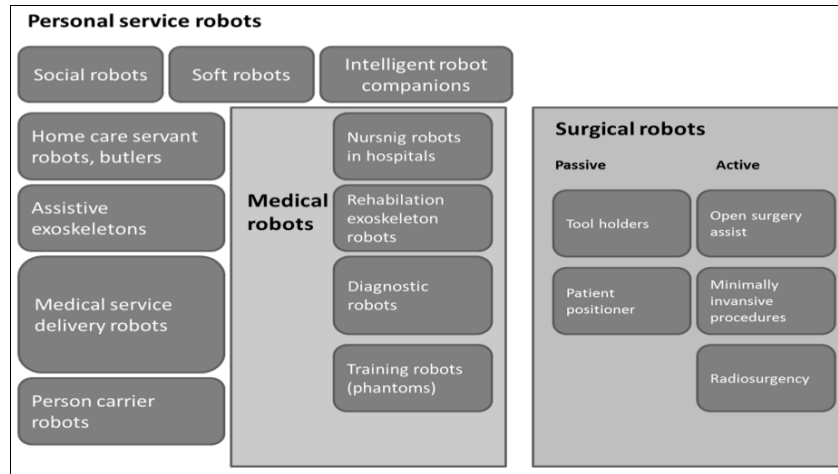 Personal service robots
Social robots
Soft robots
Intelligent robot
companions
Home care servant
robots, butlers
Assistive
exoskeletons
Medical service
delivery robots
Person carrier
robots
Medical
robots
Nursnig robots
in hospitals
Rehabilation
exoskeleton
robots
Diagnostic
robots
Training robots
(phantoms)
Surgical robots
Passive
Active
Tool holders
Open surgery
assist
Patient
positioner
Minimally
invansive
procedures
Radiosurgency